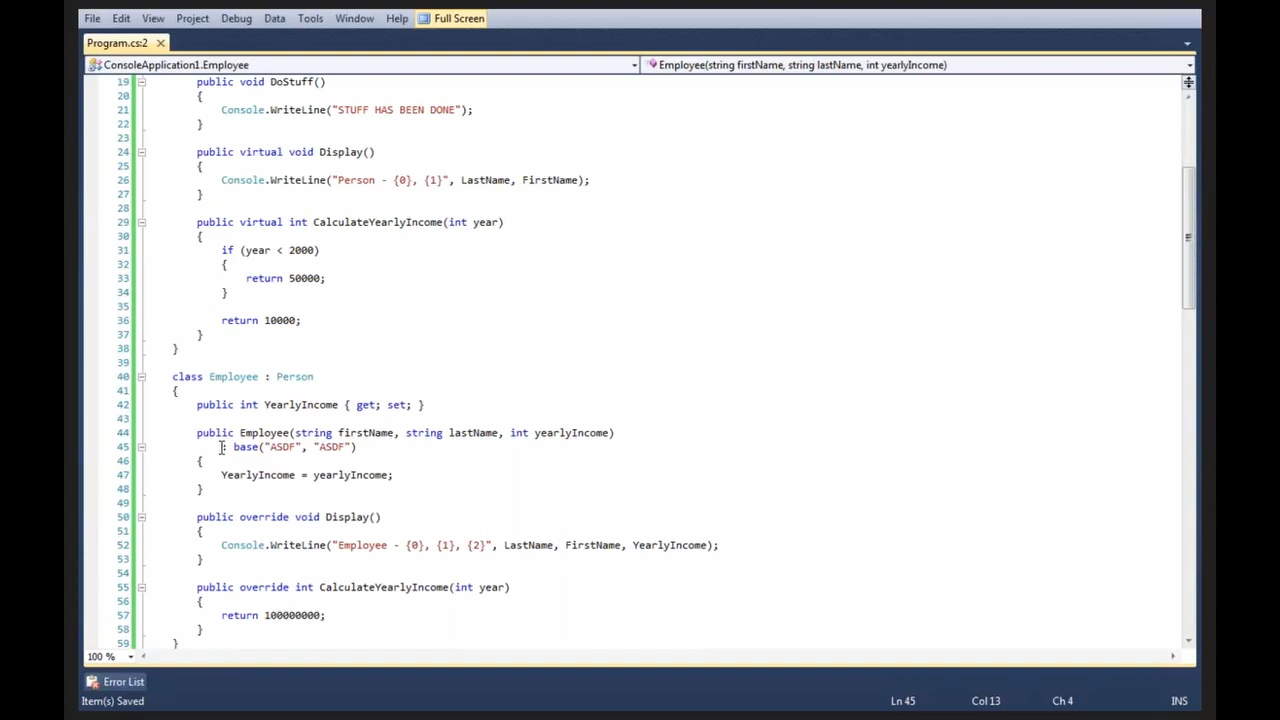 File Edit View Project Debug Data Tools Window Help Full Screen
Program.cs:2
ConsoleApplication1.Employee Employee(string firstName, string lastName, int yearlyIncome)
19 public void DoStuff()
20 {
21 Console.WriteLine("STUFF HAS BEEN DONE");
22 }
23
24 public virtual void Display()
25 {
26 Console.WriteLine("Person - {0}, {1}", LastName, FirstName);
27 }
28
29 public virtual int CalculateYearlyIncome(int year)
30 {
31 if (year < 2000)
32 {
33 return 50000;
34 }
35
36 return 10000;
37 }
38 }
39
40 class Employee : Person
41 {
42 public int YearlyIncome { get; set; }
43
44 public Employee(string firstName, string lastName, int yearlyIncome)
45 : base("ASDF", "ASDF")
46 {
47 YearlyIncome = yearlyIncome;
48 }
49
50 public override void Display()
51 {
52 Console.WriteLine("Employee - {0}, {1}, {2}", LastName, FirstName, YearlyIncome);
53 }
54
55 public override int CalculateYearlyIncome(int year)
56 {
57 return 100000000;
58 }
59 }
100 %
Error List
Item(s) Saved Ln 45 Col 13 Ch 4 INS